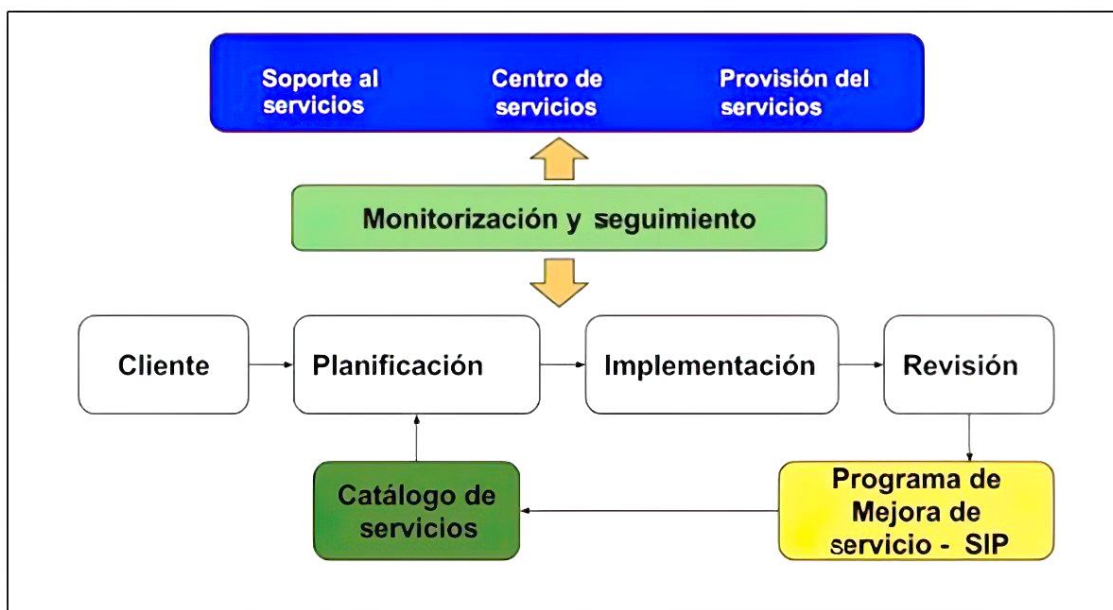 Soporte al
servicios
Centro de
servicios
Provisión del
servicios
Monitorización y seguimiento
Cliente
Planificación
Implementación
Revisión
Catálogo de
servicios
Programa de
Mejora de
servicio - SIP